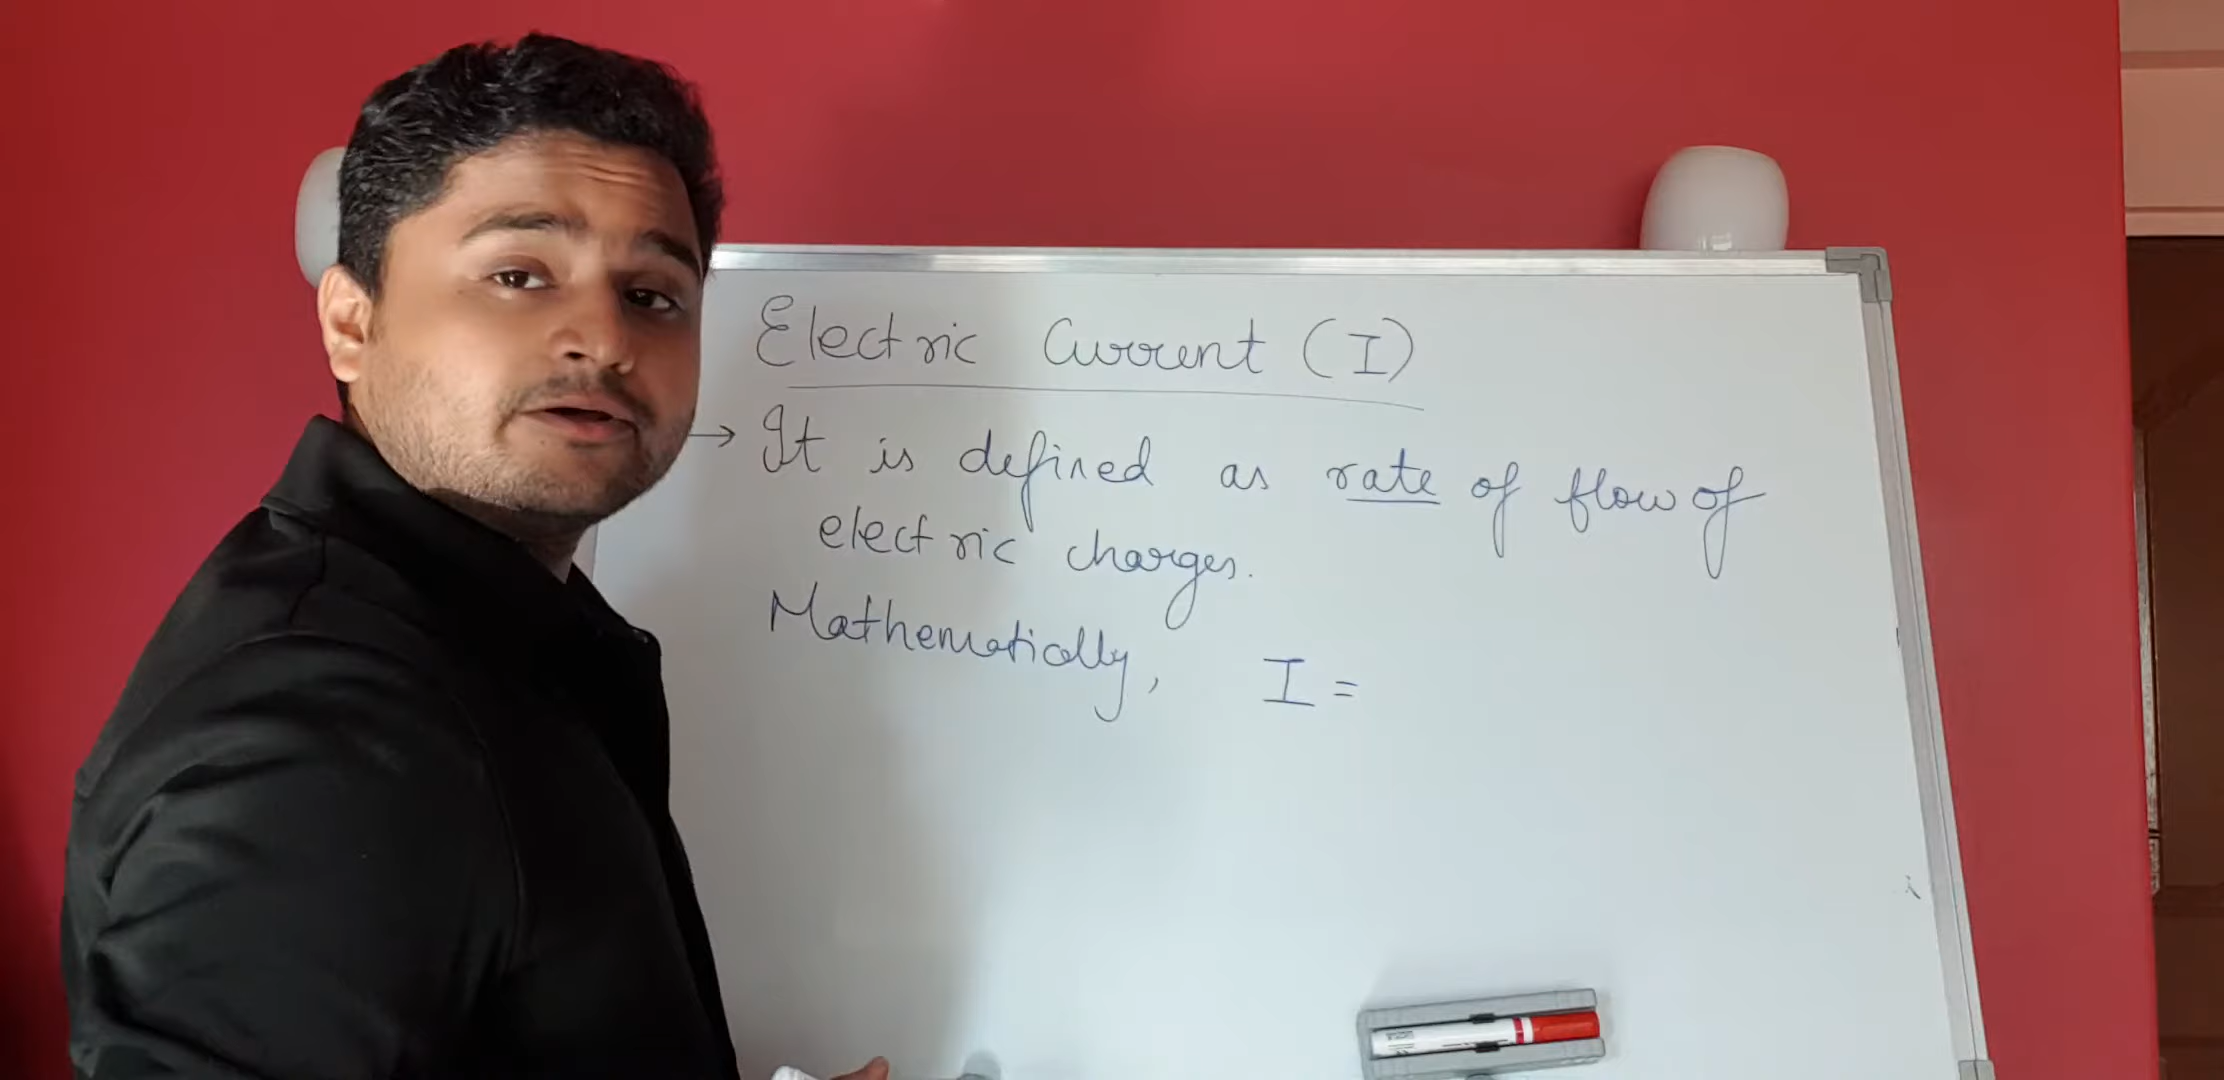 Electric Current (I)
→ It is defined as rate of flow of
electric charges.
Mathematically, I =